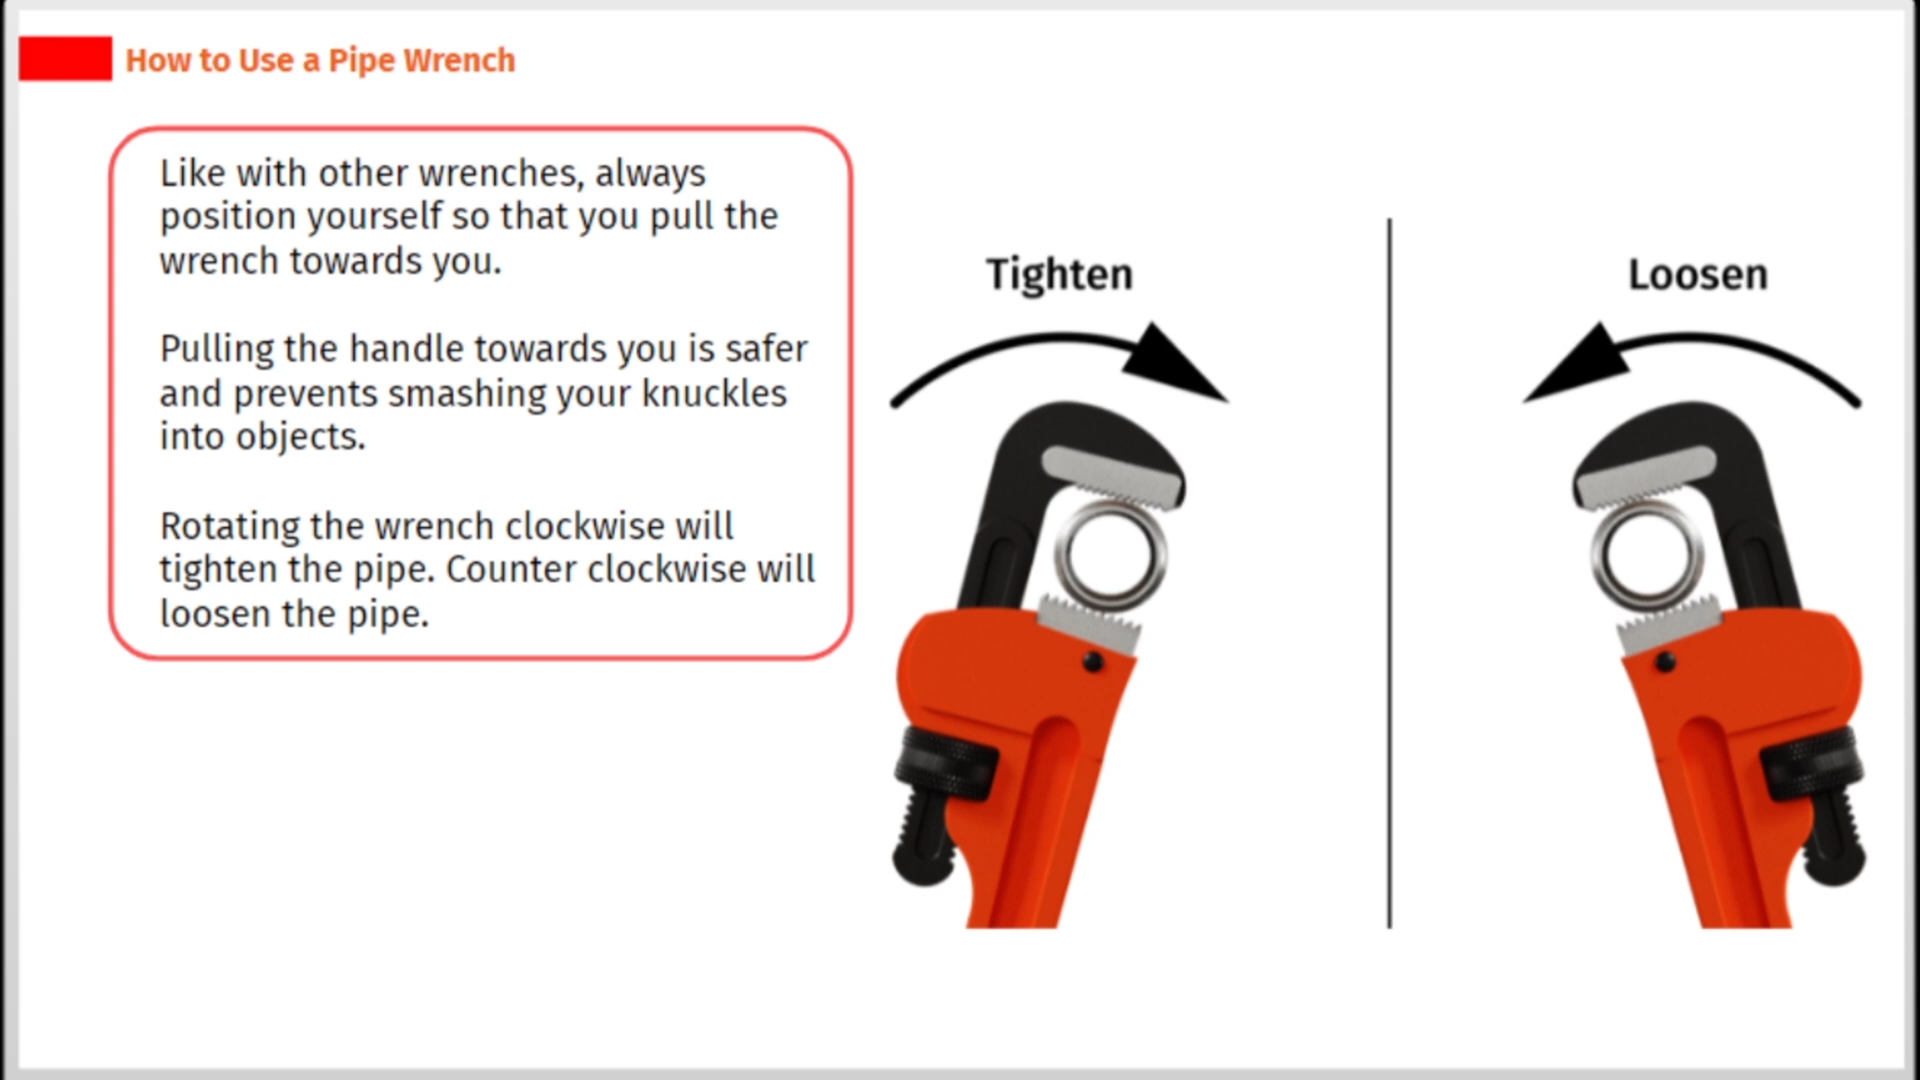 How to Use a Pipe Wrench
Like with other wrenches, always
position yourself so that you pull the
wrench towards you.
Pulling the handle towards you is safer
and prevents smashing your knuckles
into objects.
Rotating the wrench clockwise will
tighten the pipe. Counter clockwise will
loosen the pipe.
Tighten
Loosen